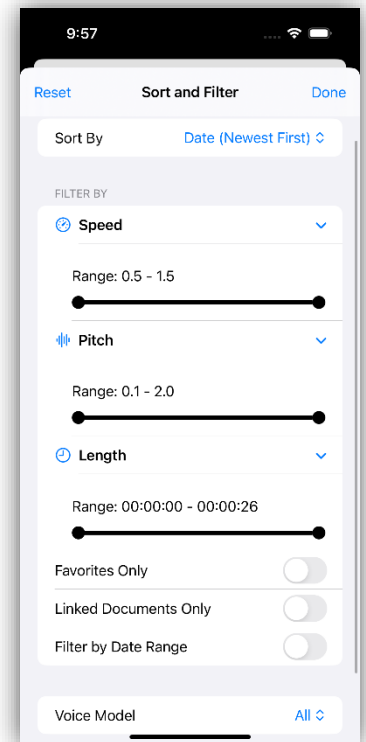 9:57
Reset Sort and Filter Done
Sort By Date (Newest First)
FILTER BY
Speed
Range: 0.5 - 1.5
Pitch
Range: 0.1 - 2.0
Length
Range: 00:00:00 - 00:00:26
Favorites Only
Linked Documents Only
Filter by Date Range
Voice Model All